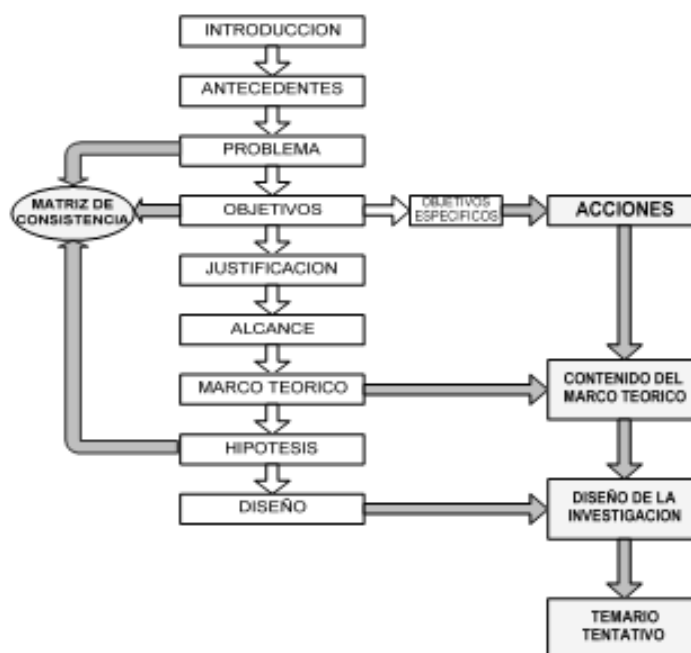 INTRODUCCION
ANTECEDENTES
PROBLEMA
MATRIZ DE
CONSISTENCIA
OBJETIVOS
OBJETIVOS
ESPECIFICOS
ACCIONES
JUSTIFICACION
ALCANCE
MARCO TEORICO
CONTENIDO DEL
MARCO TEORICO
HIPOTESIS
DISEÑO
DISEÑO DE LA
INVESTIGACION
TEMARIO
TENTATIVO